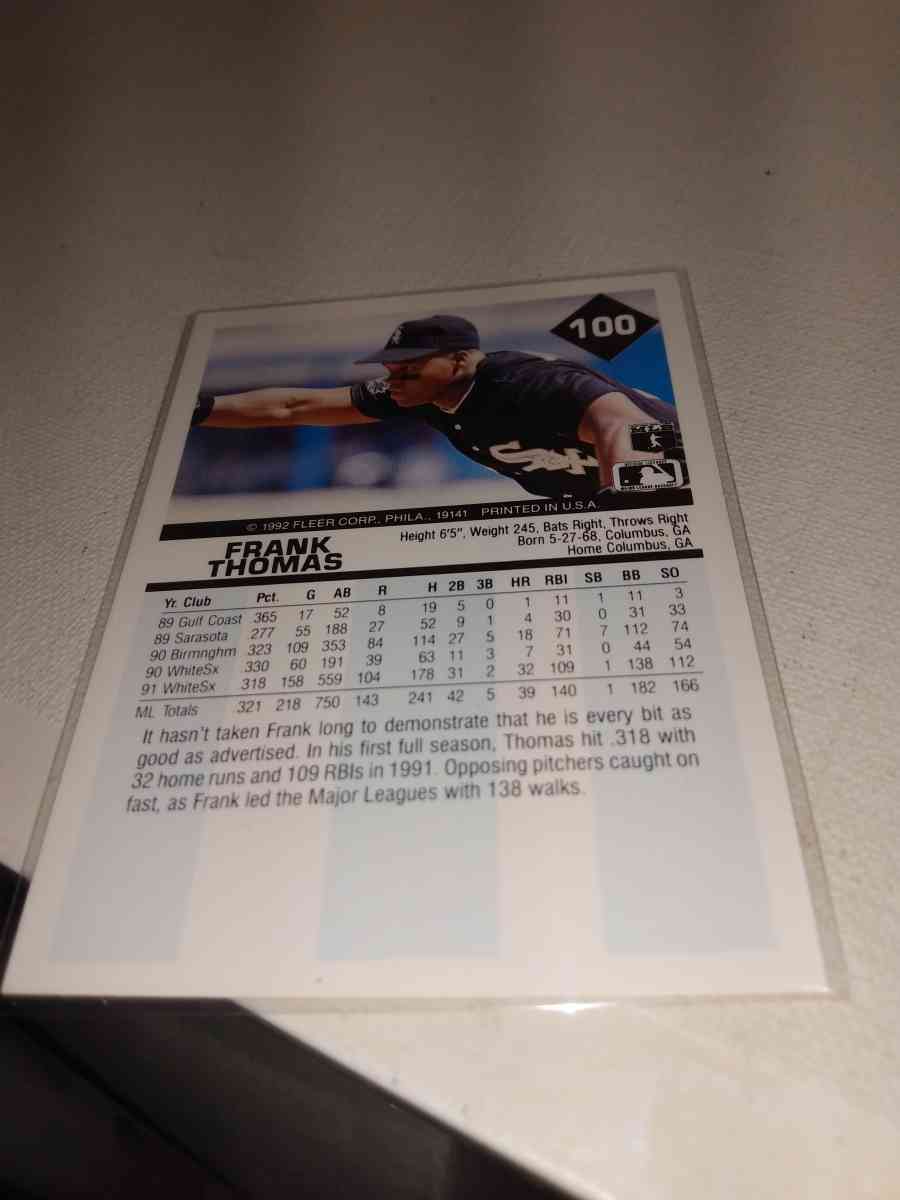 100
© 1992 FLEER CORP., PHILA., 19141 PRINTED IN U.S.A.
FRANK
THOMAS
Height 6'5", Weight 245, Bats Right, Throws Right
Born 5-27-68, Columbus, GA
Home Columbus, GA
Yr. Club Pct. G AB R H 2B 3B HR RBI SB BB SO
89 Gulf Coast 365 17 52 8 19 5 0 1 11 1 11 3
89 Sarasota 277 55 188 27 52 9 1 4 30 0 31 33
90 Birmnghm 323 109 353 84 114 27 5 18 71 7 112 74
90 WhiteSx 330 60 191 39 63 11 3 7 31 0 44 54
91 WhiteSx 318 158 559 104 178 31 2 32 109 1 138 112
ML Totals 321 218 750 143 241 42 5 39 140 1 182 166
It hasn't taken Frank long to demonstrate that he is every bit as
good as advertised. In his first full season, Thomas hit .318 with
32 home runs and 109 RBIs in 1991. Opposing pitchers caught on
fast, as Frank led the Major Leagues with 138 walks.